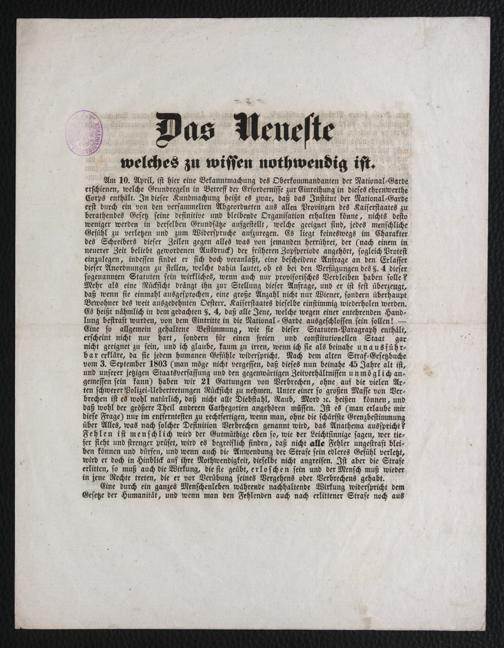 Das Neueste
welches zu wissen nothwendig ist.
Am 10. April, ist hier eine Bekanntmachung des Oberkommandanten der National-Garde
erschienen, welche Grundregeln in Betreff der Erfordernisse zur Einreihung in dieses ehrenwerthe
Corps enthält. In dieser Kundmachung heißt es zwar, daß das Institut der National-Garde
erst durch ein von den versammelten Abgeordneten aus allen Provinzen des Kaiserstaates zu
berathendes Gesetz seine definitive und bleibende Organisation erhalten könne, nichts desto
weniger werden in derselben Grundsätze aufgestellt, welche geeignet sind, jedes menschliche
Gefühl zu verletzen und zum Widerspruche aufzuregen. Es liegt keineswegs im Charakter
des Schreibers dieser Zeilen gegen alles was von jemanden herrühret, der (nach einem in
neuerer Zeit beliebt gewordenen Ausdruck) der früheren Zopfperiode angehört, sogleich Protest
einzulegen, indessen findet er sich doch veranlaßt, eine bescheidene Anfrage an den Erlasser
dieser Anordnungen zu stellen, welche dahin lautet, ob es bei den Verfügungen des §. 4 dieser
sogenannten Statuten sein wirkliches, wenn auch nur provisorisches Verbleiben haben solle?
Mehr als eine Rücksicht drängt ihn zur Stellung dieser Anfrage, und er ist fest überzeugt,
daß wenn sie einmal ausgesprochen, eine große Anzahl nicht nur Wiener, sondern überhaupt
Bewohner des weit ausgedehnten Oesterr. Kaiserstaates dieselbe einstimmig wiederholen werden.
Es heißt nämlich in dem gedachten §. 4, daß alle Jene, welche wegen einer entehrenden Hand-
lung bestraft wurden, von dem Eintritte in die National-Garde ausgeschlossen sein sollen! —
Eine so allgemein gehaltene Bestimmung, wie sie dieser Statuten-Paragraph enthält,
erscheint nicht nur hart, sondern für einen freien und constitutionellen Staat gar
nicht geeignet zu sein, und ich glaube, kaum zu irren, wenn ich sie als beinahe unausführ-
bar erkläre, da sie jedem humanen Gefühle widerspricht. Nach dem alten Straf-Gesetzbuche
vom 3. September 1803 (man möge nicht vergessen, daß dieses nun beinahe 45 Jahre alt ist,
und unserer jetzigen Staatsverfassung und den gegenwärtigen Zeitverhältnissen unmöglich an-
gemessen sein kann) haben wir 21 Gattungen von Verbrechen, ohne auf die vielen Ar-
ten schwerer Polizei-Uebertretungen Rücksicht zu nehmen. Unter einer so großen Masse von Ver-
brechen ist es wohl natürlich, daß nicht alle Diebstahl, Raub, Mord 2c. heißen können, und
daß wohl der größere Theil anderen Cathegorien angehören müssen. Ist es (man erlaube mir
diese Frage) nur im entferntesten zu rechtfertigen, wenn man, ohne die schärfste Grenzbestimmung
über Alles, was nach solcher Definition Verbrechen genannt wird, das Anathema ausspricht?
Fehlen ist menschlich wird der Gutmüthige eben so, wie der Leichtsinnige sagen, wer tie-
fer sieht und strenger prüfet, wird es begreiflich finden, daß nicht alle Fehler ungestraft blei-
ben können und dürfen, und wenn auch die Anwendung der Strafe sein edleres Gefühl verletzt,
wird er doch in Hindlick auf ihre Nothwendigkeit, dieselbe nicht angreifen. Ist aber die Strafe
erlitten, so muß auch die Wirkung, die sie geübt, erloschen sein und der Mensch muß wieder
in jene Rechte treten, die er vor Verübung seines Vergehens oder Verbrechens gehabt.
Eine durch ein ganzes Menschenleben währende nachhaltende Wirkung widerspricht dem
Gesetze der Humanität, und wenn man den Fehlenden auch nach erlittener Strafe noch aus